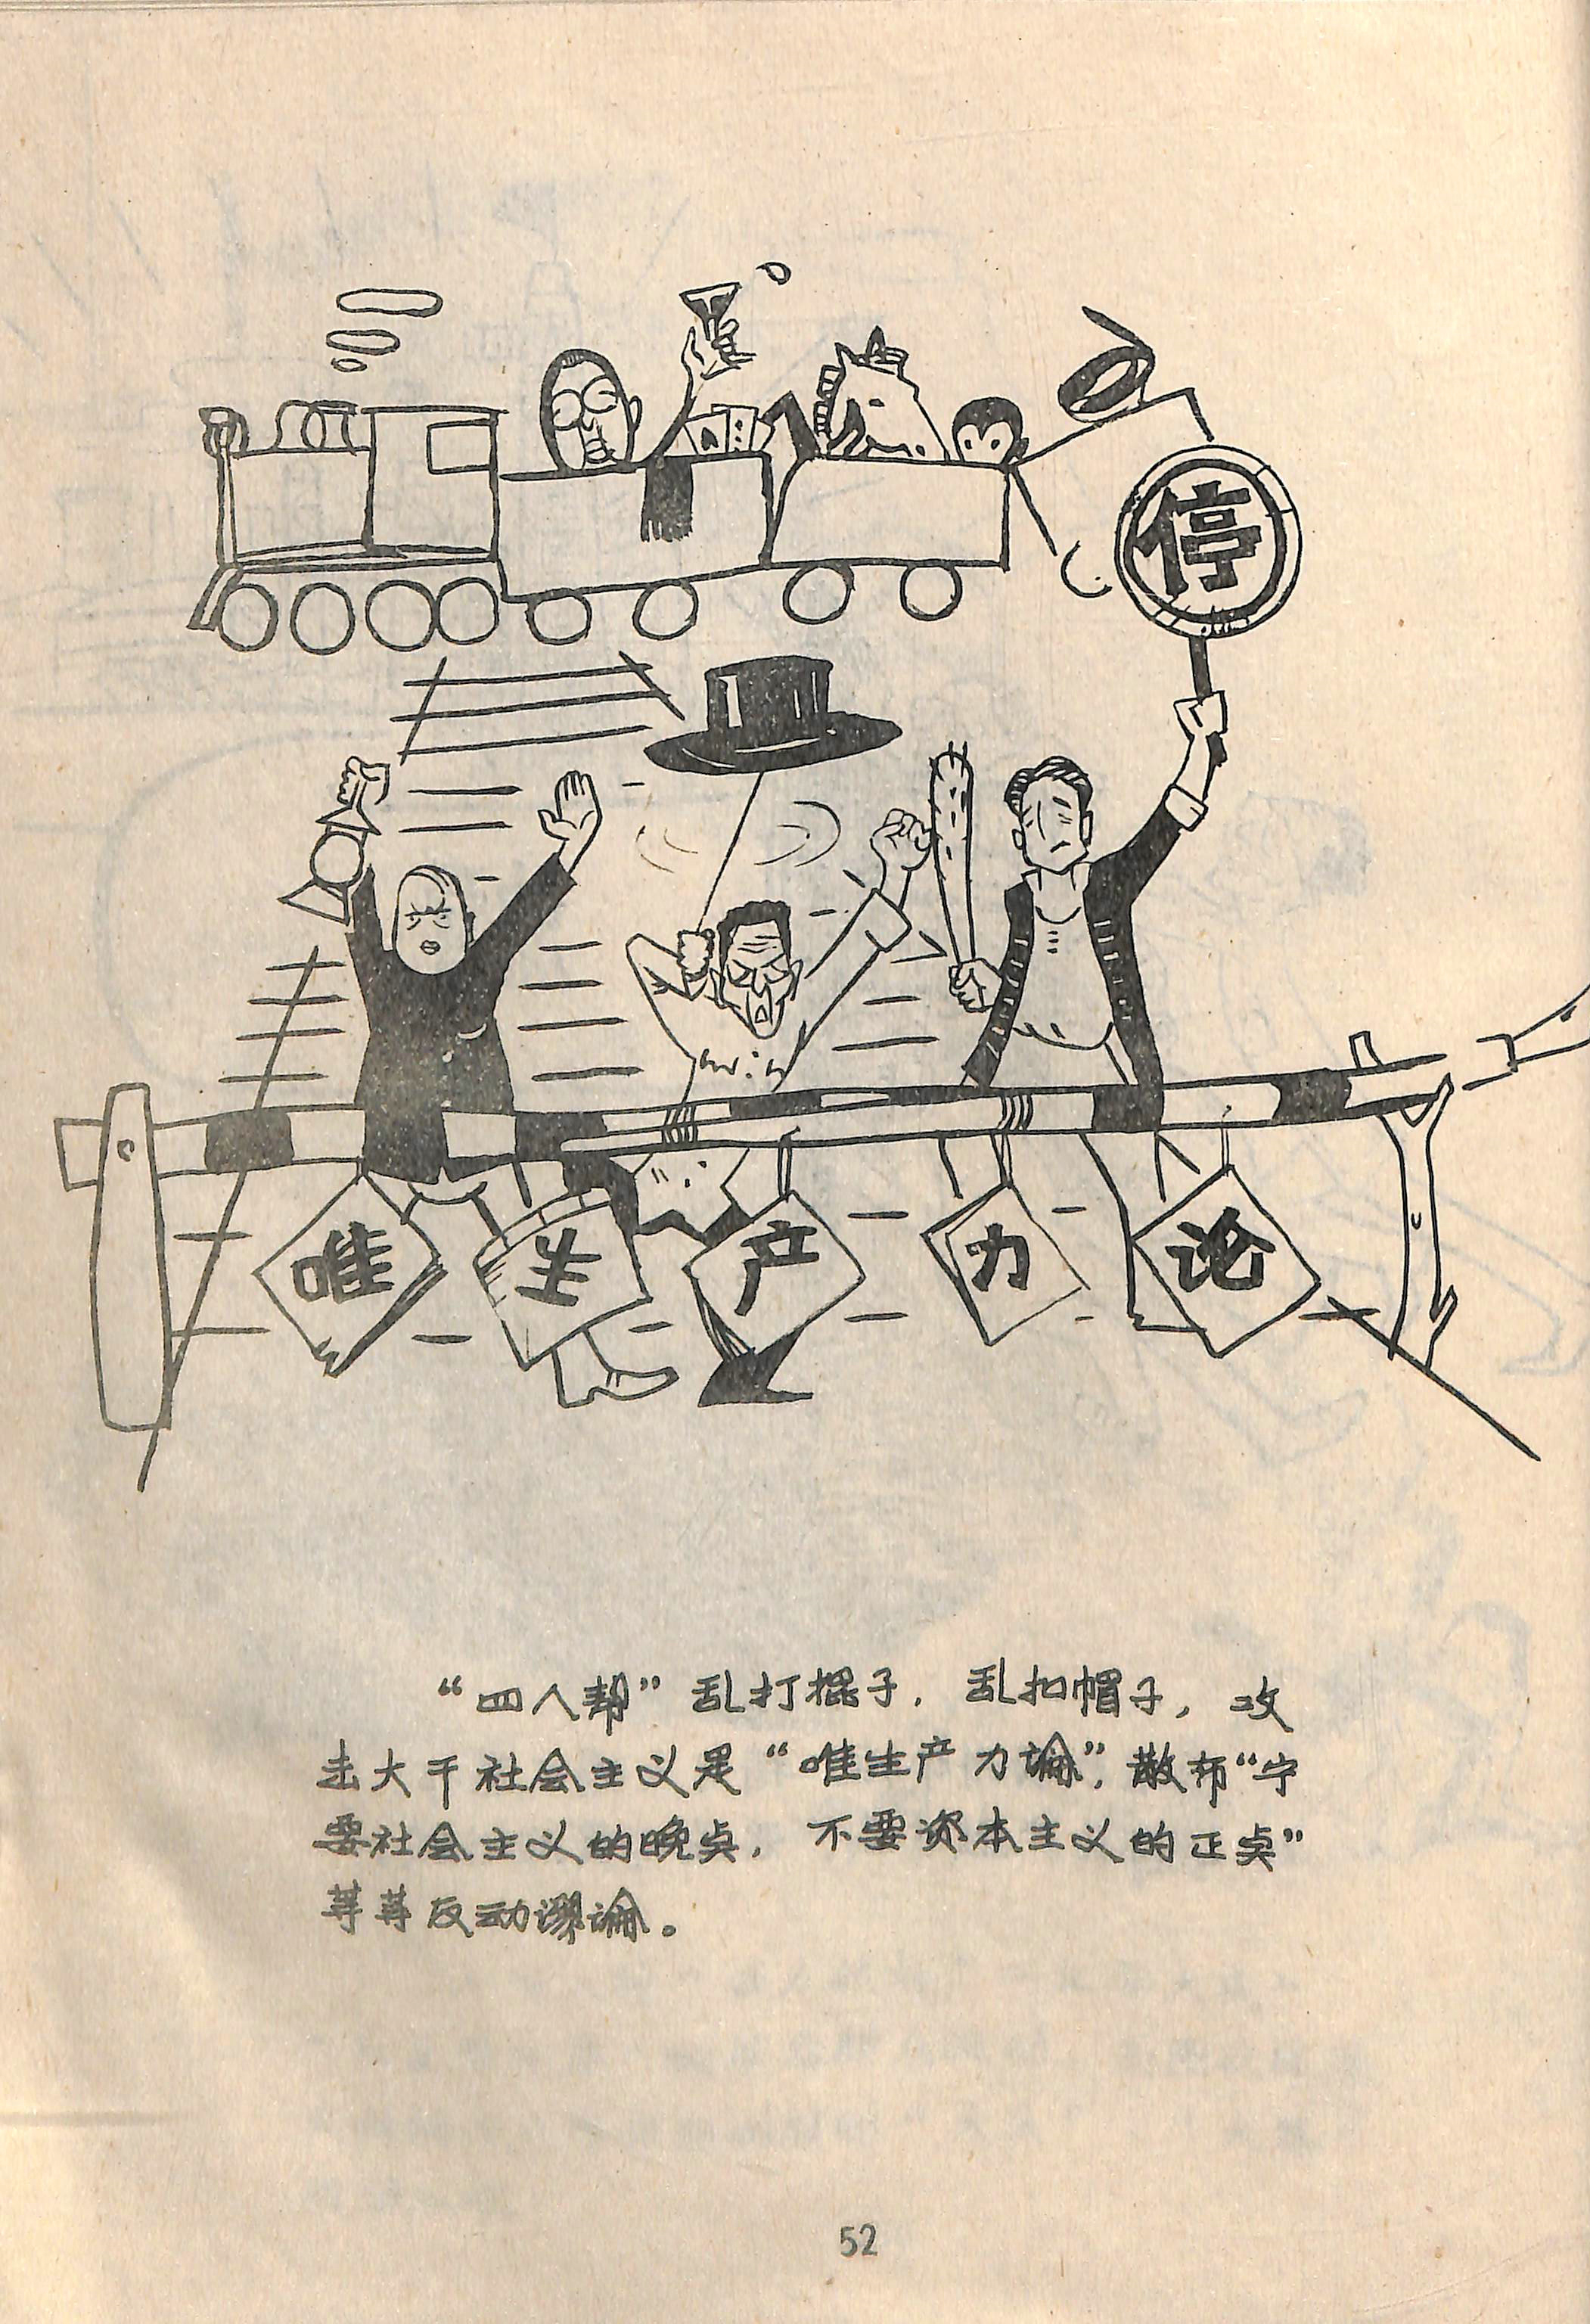 停
唯生产力论
“四人帮”乱打棍子，乱扣帽子，攻
击大干社会主义是“唯生产力论”，散布“宁
要社会主义的晚点，不要资本主义的正点”
等等反动谬论。
52